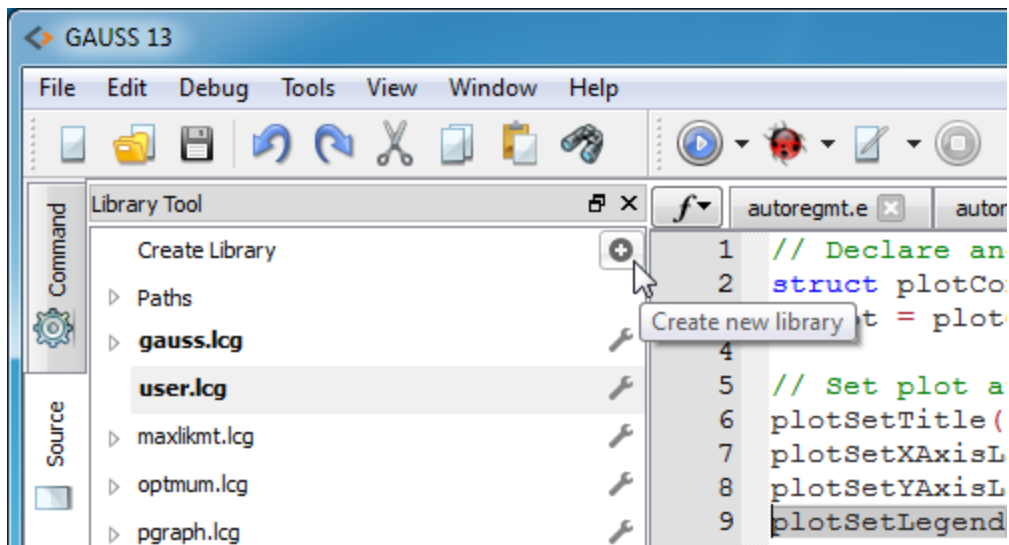 GAUSS 13
File Edit Debug Tools View Window Help
Command
Source
Library Tool
Create Library
Paths
gauss.lcg
user.lcg
maxlikmt.lcg
optmum.lcg
pgraph.lcg
Create new library
f
autoregmt.e
autor
1 // Declare an
2 struct plotCo
t = plot
4
5 // Set plot a
6 plotSetTitle(
7 plotSetXAxisL
8 plotSetYAxisL
9 plotSetLegend